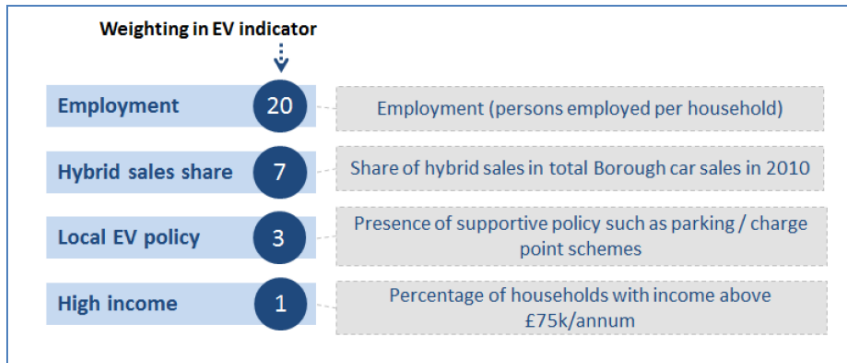 Weighting in EV indicator
Employment
20
Employment (persons employed per household)
Hybrid sales share
7
Share of hybrid sales in total Borough car sales in 2010
Local EV policy
3
Presence of supportive policy such as parking / charge
point schemes
High income
1
Percentage of households with income above
£75k/annum